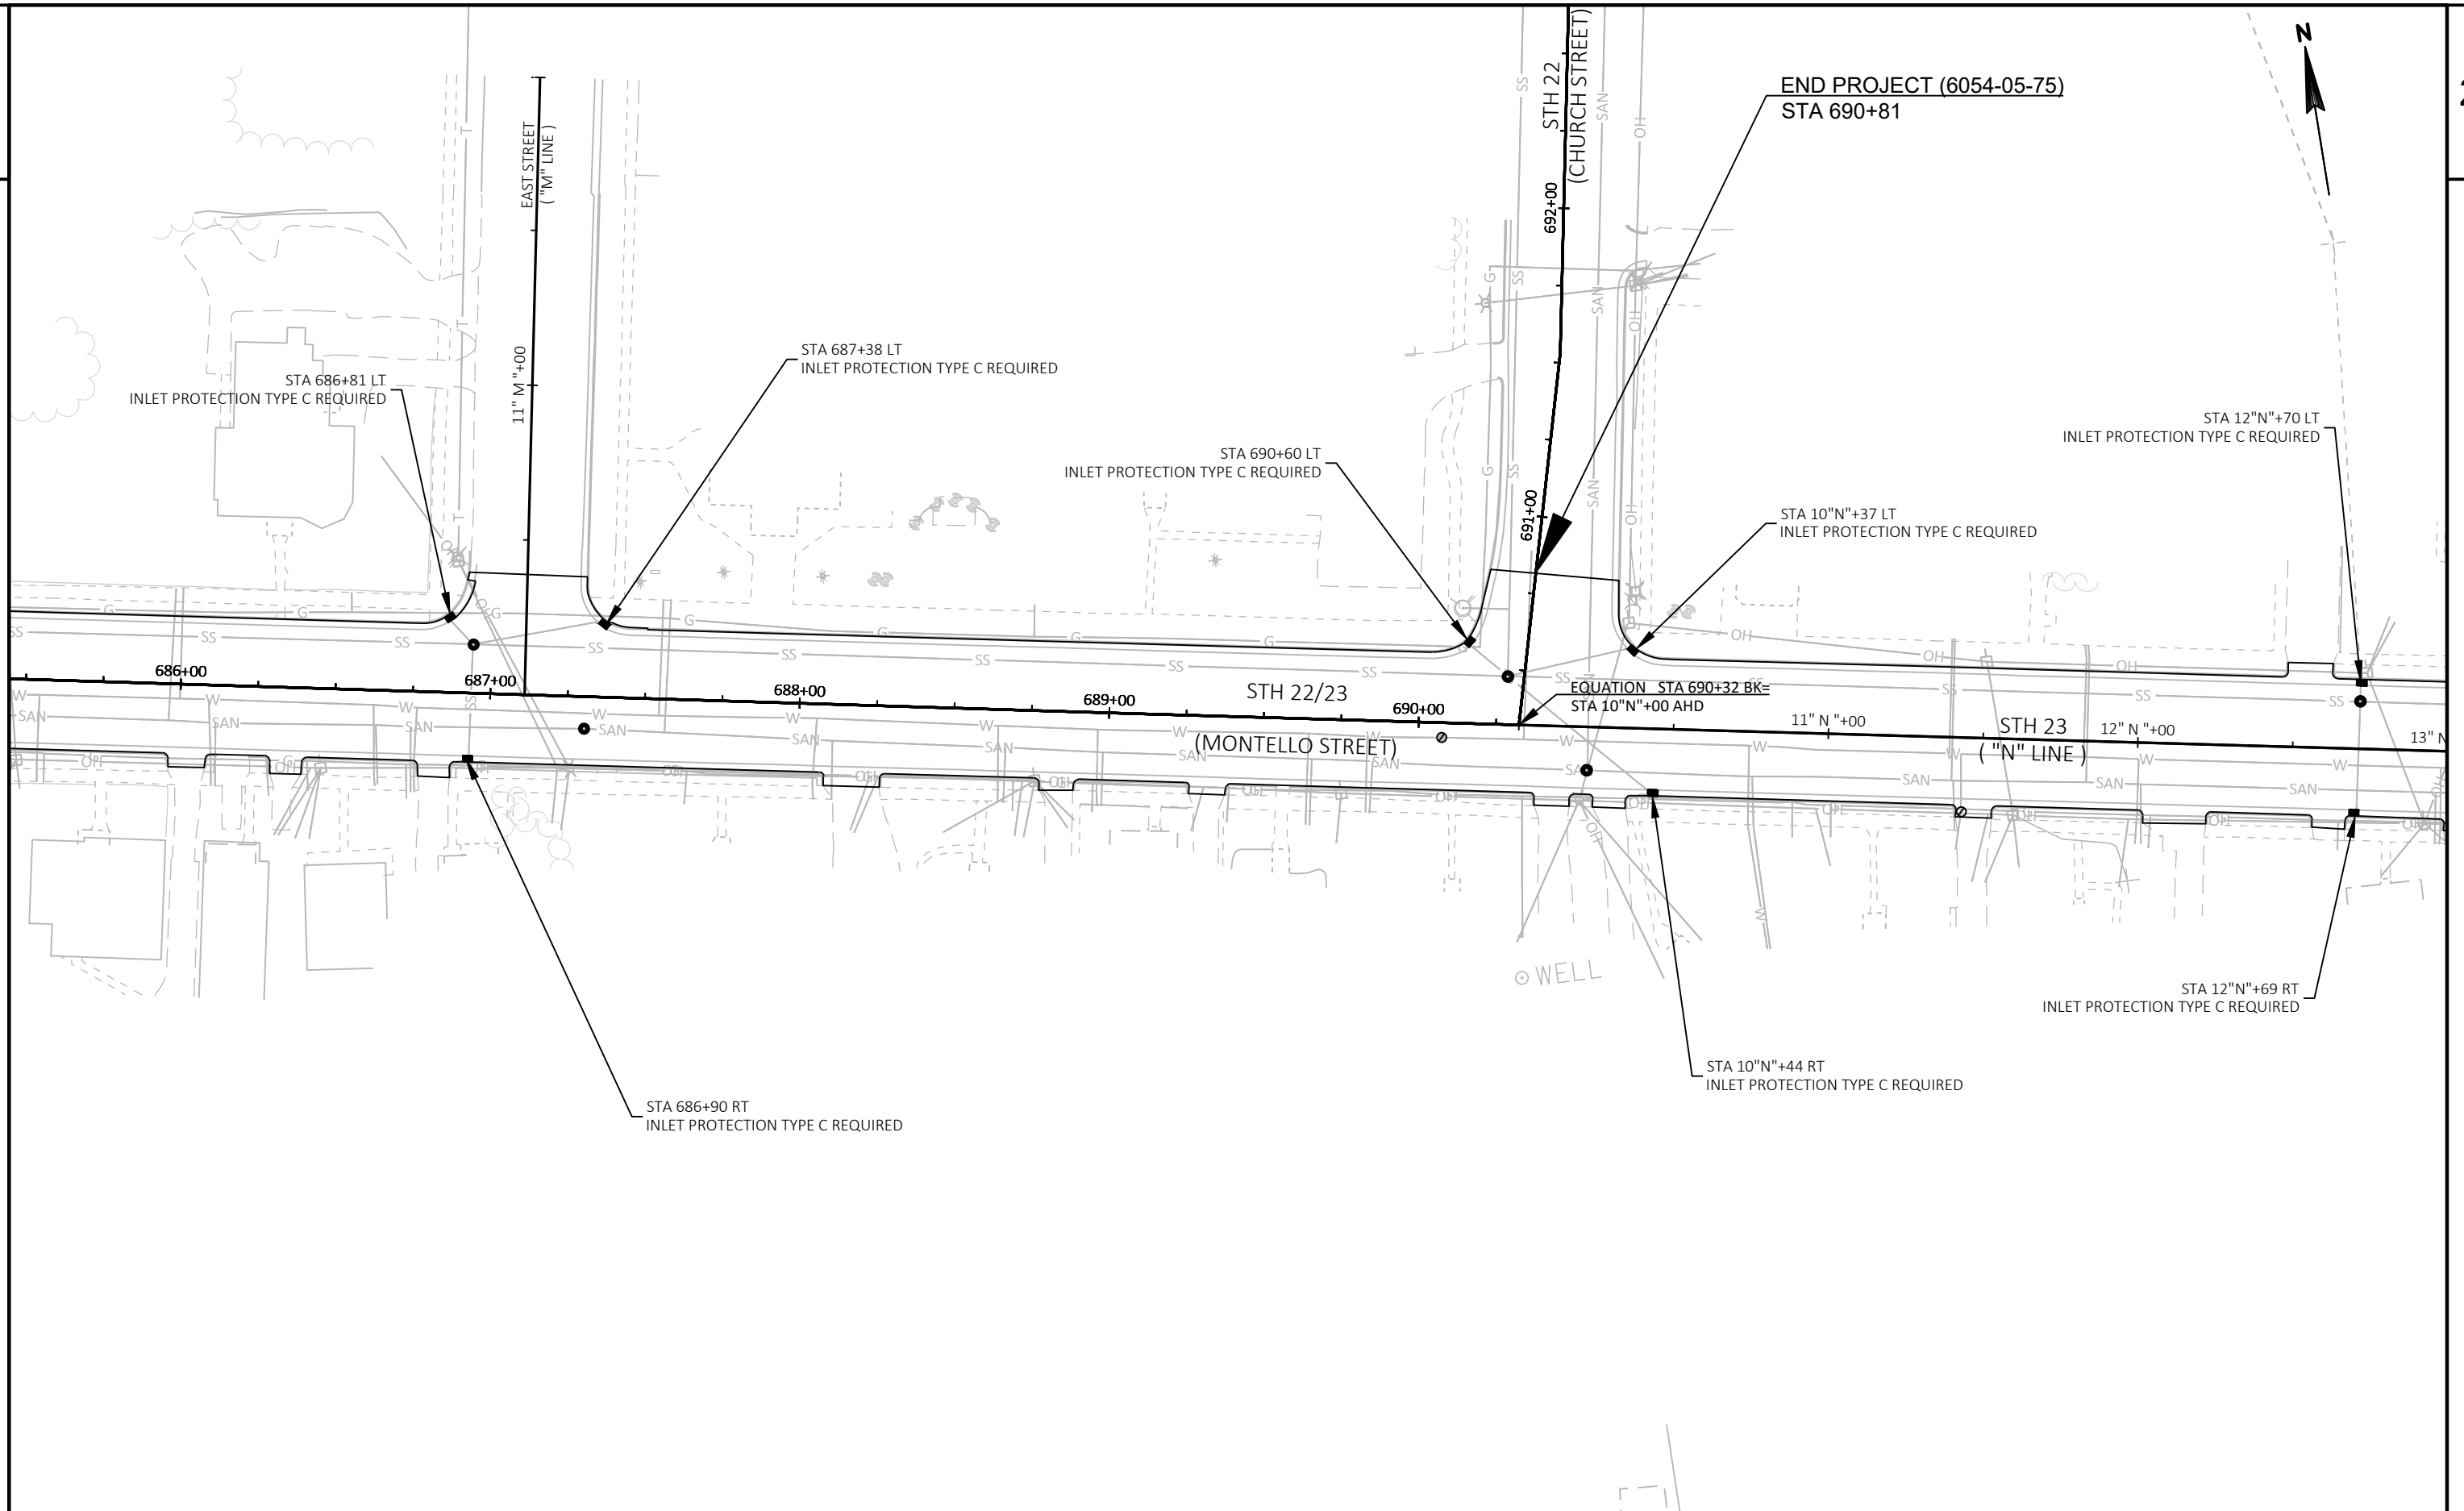 N
STH 22
(CHURCH STREET)
END PROJECT (6054-05-75)
STA 690+81
EAST STREET
( "M" LINE )
692+00
STA 687+38 LT
INLET PROTECTION TYPE C REQUIRED
STA 686+81 LT
INLET PROTECTION TYPE C REQUIRED
11" M "+00
STA 690+60 LT
INLET PROTECTION TYPE C REQUIRED
STA 12"N"+70 LT
INLET PROTECTION TYPE C REQUIRED
691+00
STA 10"N"+37 LT
INLET PROTECTION TYPE C REQUIRED
686+00
687+00
688+00
689+00
690+00
STH 22/23
(MONTELLO STREET)
EQUATION STA 690+32 BK=
STA 10"N"+00 AHD
11" N "+00
STH 23
( "N" LINE )
12" N "+00
13" N
WELL
STA 12"N"+69 RT
INLET PROTECTION TYPE C REQUIRED
STA 10"N"+44 RT
INLET PROTECTION TYPE C REQUIRED
STA 686+90 RT
INLET PROTECTION TYPE C REQUIRED